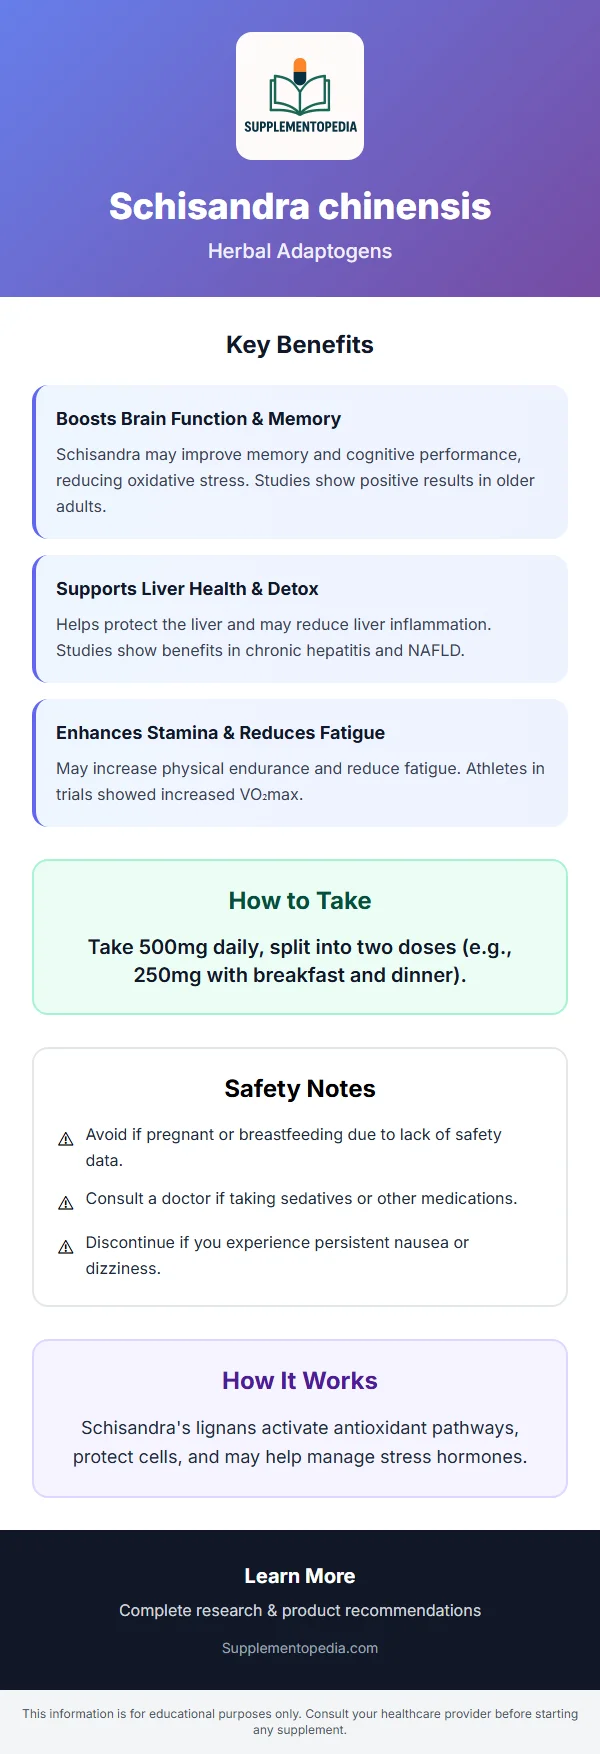 SUPPLEMENTOPEDIA
Schisandra chinensis
Herbal Adaptogens
Key Benefits
Boosts Brain Function & Memory
Schisandra may improve memory and cognitive performance,
reducing oxidative stress. Studies show positive results in older
adults.
Supports Liver Health & Detox
Helps protect the liver and may reduce liver inflammation.
Studies show benefits in chronic hepatitis and NAFLD.
Enhances Stamina & Reduces Fatigue
May increase physical endurance and reduce fatigue. Athletes in
trials showed increased VO₂max.
How to Take
Take 500mg daily, split into two doses (e.g.,
250mg with breakfast and dinner).
Safety Notes
⚠ Avoid if pregnant or breastfeeding due to lack of safety
data.
⚠ Consult a doctor if taking sedatives or other medications.
⚠ Discontinue if you experience persistent nausea or
dizziness.
How It Works
Schisandra's lignans activate antioxidant pathways,
protect cells, and may help manage stress hormones.
Learn More
Complete research & product recommendations
Supplementopedia.com
This information is for educational purposes only. Consult your healthcare provider before starting
any supplement.